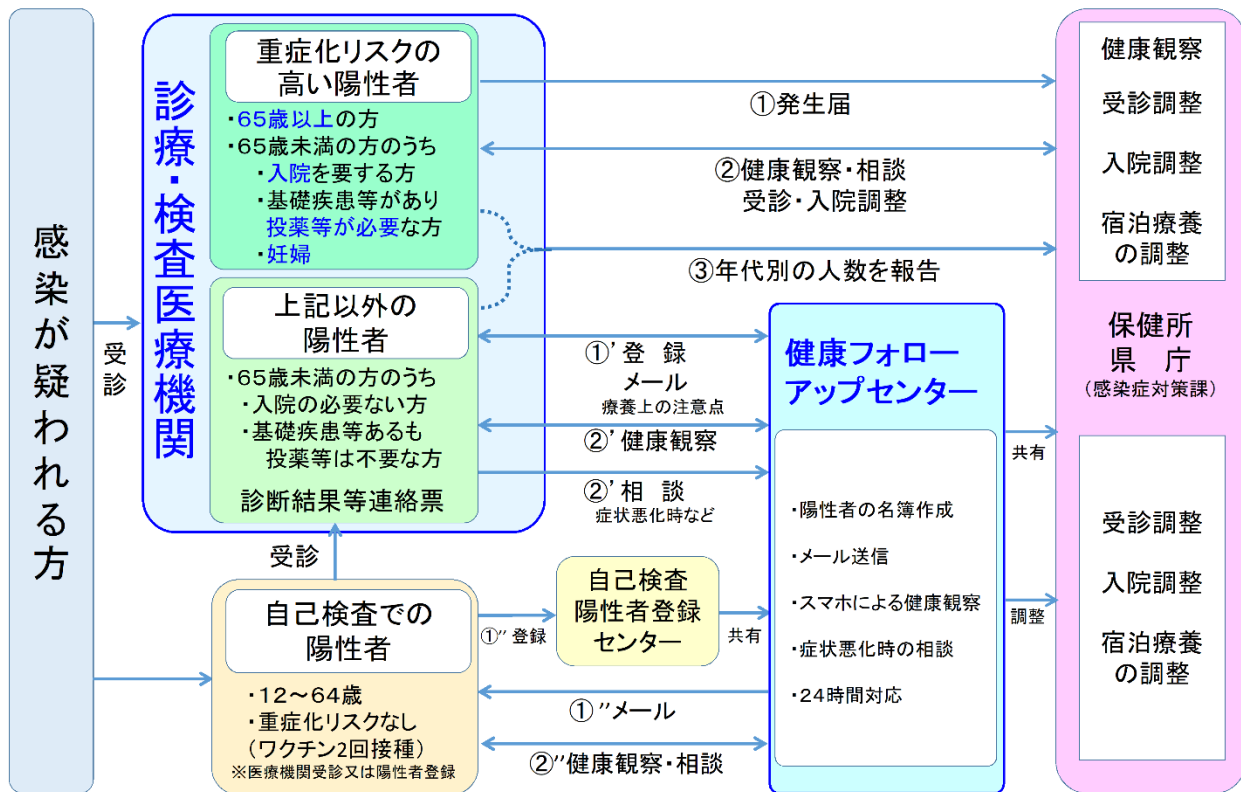 感染が疑われる方
受診
診療・検査医療機関
重症化リスクの
高い陽性者
・65歳以上の方
・65歳未満の方のうち
・入院を要する方
・基礎疾患等があり
投薬等が必要な方
・妊婦
上記以外の
陽性者
・65歳未満の方のうち
・入院の必要ない方
・基礎疾患等あるも
投薬等は不要な方
診断結果等連絡票
受診
自己検査での
陽性者
・12～64歳
・重症化リスクなし
（ワクチン2回接種）
※医療機関受診又は陽性者登録
①発生届
②健康観察・相談
受診・入院調整
③年代別の人数を報告
①’登　録
メール
療養上の注意点
②’健康観察
②’相　談
症状悪化時など
①”登録
自己検査
陽性者登録
センター
共有
①”メール
②”健康観察・相談
健康フォロー
アップセンター
・陽性者の名簿作成
・メール送信
・スマホによる健康観察
・症状悪化時の相談
・24時間対応
共有
調整
健康観察
受診調整
入院調整
宿泊療養
の調整
保健所
県　庁
（感染症対策課）
受診調整
入院調整
宿泊療養
の調整